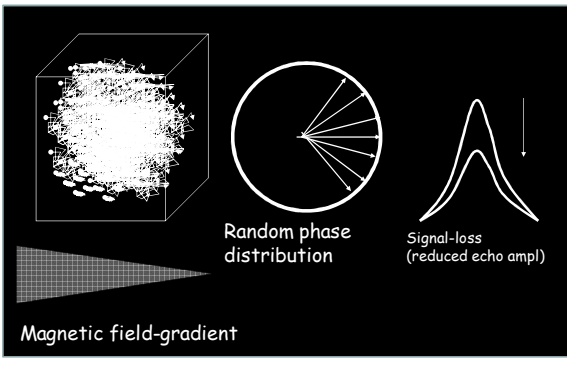 Random phase
distribution
Signal-loss
(reduced echo ampl)
Magnetic field-gradient